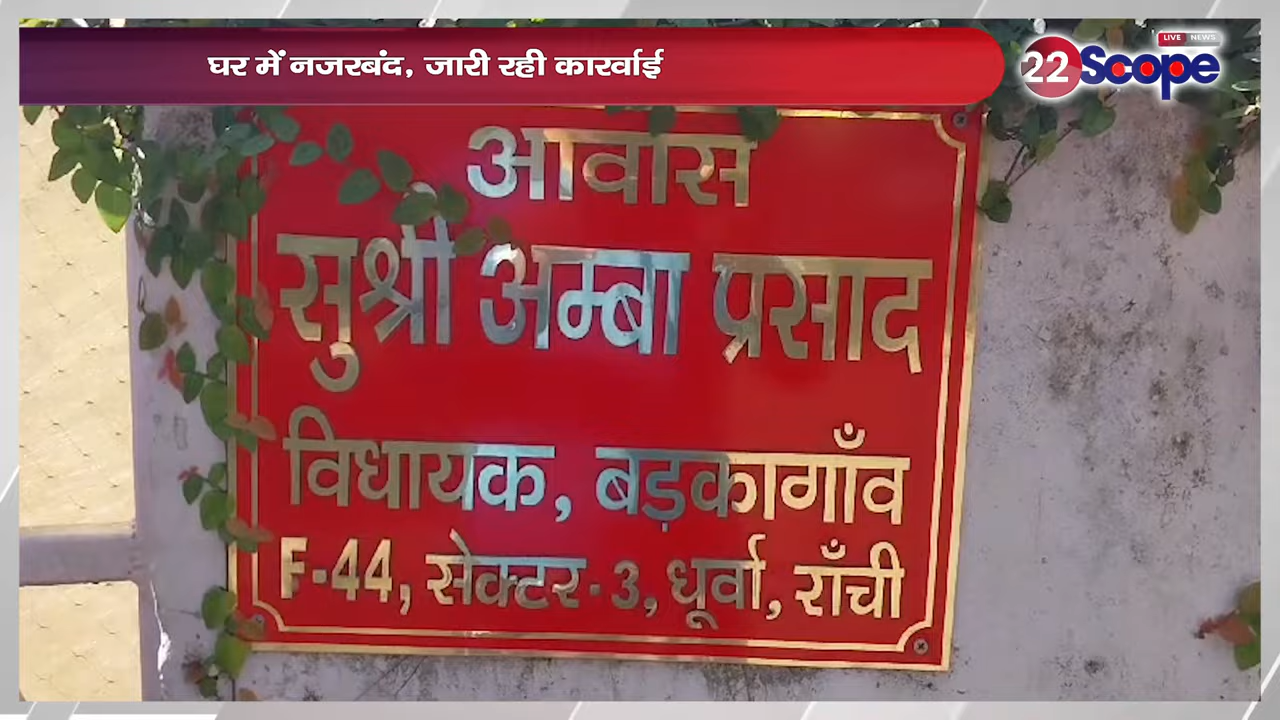 घर में नजरबंद, जारी रही कार्रवाई
LIVE NEWS
22Scope
आवास
सुश्री अम्बा प्रसाद
विधायक, बड़कागाँव
F-44, सेक्टर-3, धूर्वा, राँची